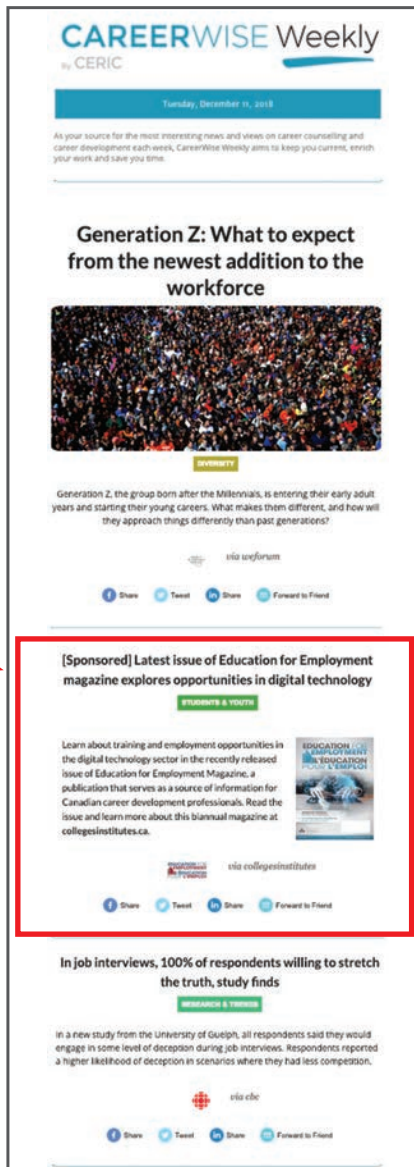 CAREERWISE Weekly
By CERIC
Tuesday, December 11, 2018
As your source for the most interesting news and views on career counselling and
career development each week, CareerWise Weekly aims to keep you current, enrich
your work and save you time.
Generation Z: What to expect
from the newest addition to the
workforce
DIVERSITY
Generation Z, the group born after the Millennials, is entering their early adult
years and starting their young careers. What makes them different, and how will
they approach things differently than past generations?
via weforum
Share Tweet Share Forward to Friend
[Sponsored] Latest issue of Education for Employment
magazine explores opportunities in digital technology
STUDENTS & YOUTH
Learn about training and employment opportunities in
the digital technology sector in the recently released
issue of Education for Employment Magazine, a
publication that serves as a source of information for
Canadian career development professionals. Read the
issue and learn more about this biannual magazine at
collegesinstitutes.ca.
EDUCATION FOR
EMPLOYMENT
L'ÉDUCATION
POUR L'EMPLOI
EDUCATION FOR
EMPLOYMENT
L'ÉDUCATION
POUR L'EMPLOI
via collegesinstitutes
Share Tweet Share Forward to Friend
In job interviews, 100% of respondents willing to stretch
the truth, study finds
RESEARCH & TRENDS
In a new study from the University of Guelph, all respondents said they would
engage in some level of deception during job interviews. Respondents reported
a higher likelihood of deception in scenarios where they had less competition.
via cbc
Share Tweet Share Forward to Friend